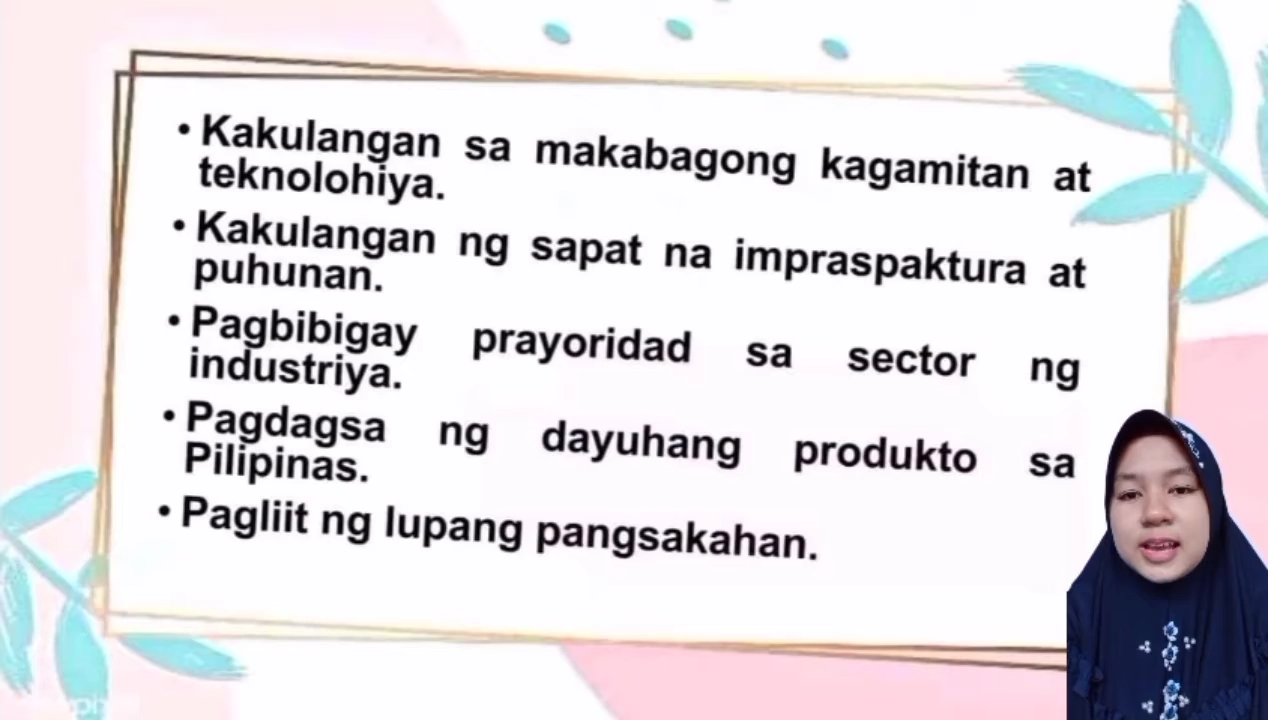 • Kakulangan sa makabagong kagamitan at
teknolohiya.
• Kakulangan ng sapat na impraspaktura at
puhunan.
• Pagbibigay prayoridad sa sector ng
industriya.
• Pagdagsa ng dayuhang produkto sa
Pilipinas.
• Pagliit ng lupang pangsakahan.